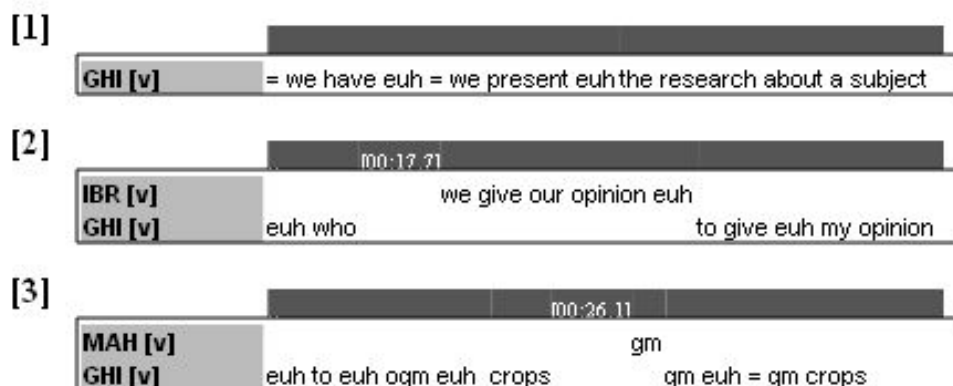 [1]
GHI [v] = we have euh = we present euh the research about a subject
[2]
[00:17.7]
IBR [v] we give our opinion euh
GHI [v] euh who to give euh my opinion
[3]
[00:26.1]
MAH [v] gm
GHI [v] euh to euh ogm euh crops gm euh = gm crops